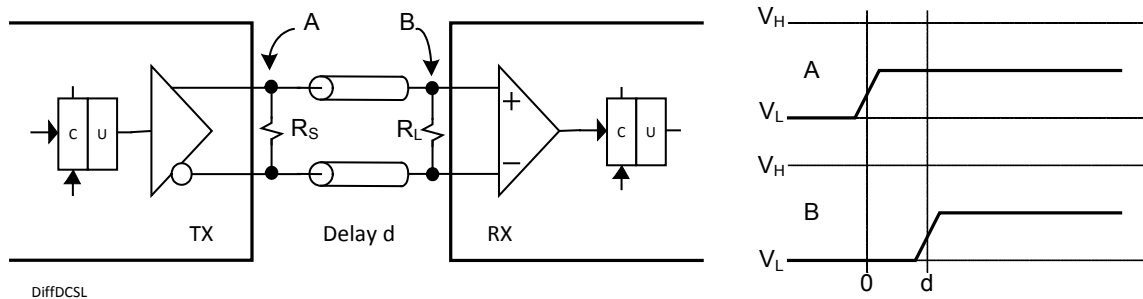 A
B
C U
R_S
R_L
+
−
C U
TX
Delay d
RX
DiffDCSL
V_H
A
V_L
V_H
B
V_L
0
d